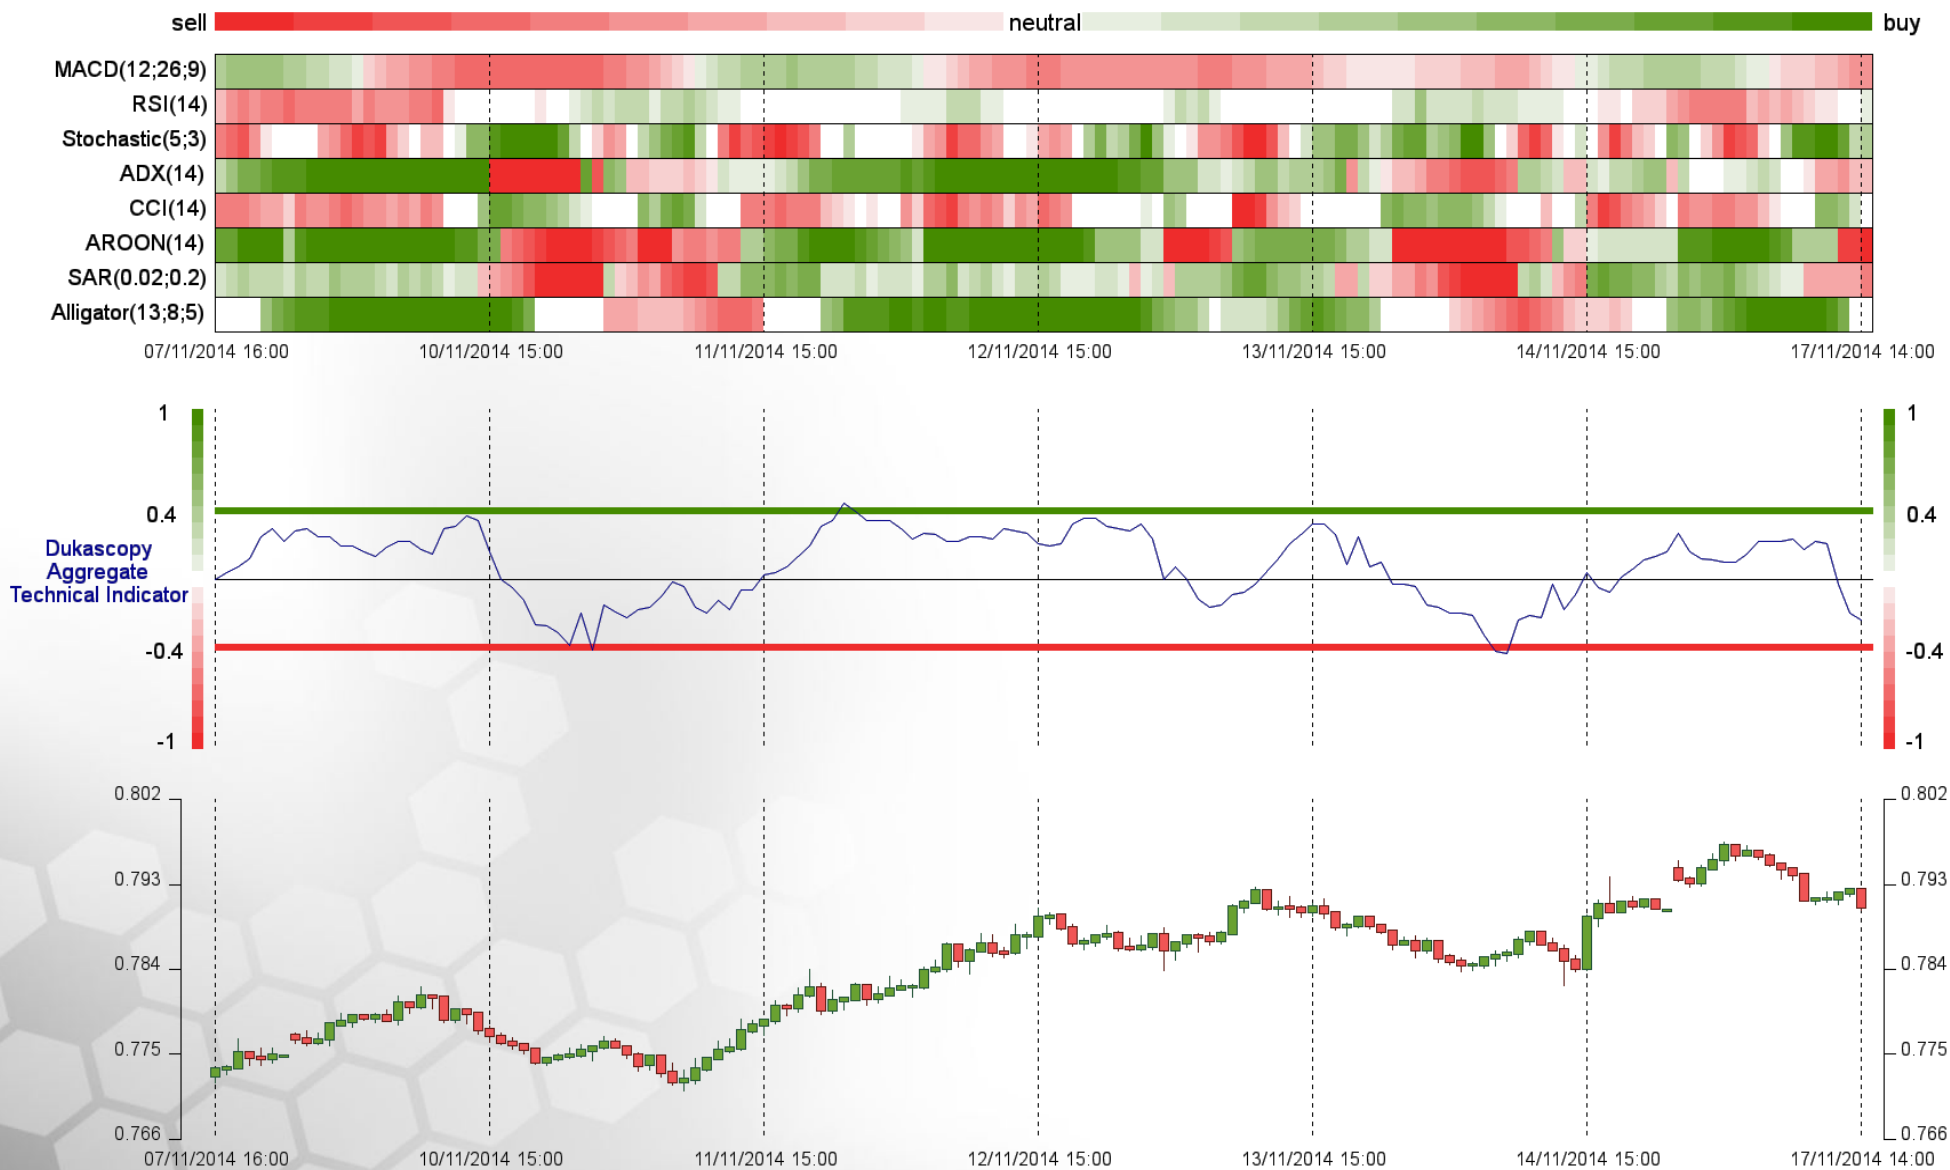 sell neutral buy
MACD(12;26;9)
RSI(14)
Stochastic(5;3)
ADX(14)
CCI(14)
AROON(14)
SAR(0.02;0.2)
Alligator(13;8;5)
07/11/2014 16:00 10/11/2014 15:00 11/11/2014 15:00 12/11/2014 15:00 13/11/2014 15:00 14/11/2014 15:00 17/11/2014 14:00
1 1
0.4 0.4
Dukascopy
Aggregate
Technical Indicator
-0.4 -0.4
-1 -1
0.802 0.802
0.793 0.793
0.784 0.784
0.775 0.775
0.766 0.766
07/11/2014 16:00 10/11/2014 15:00 11/11/2014 15:00 12/11/2014 15:00 13/11/2014 15:00 14/11/2014 15:00 17/11/2014 14:00